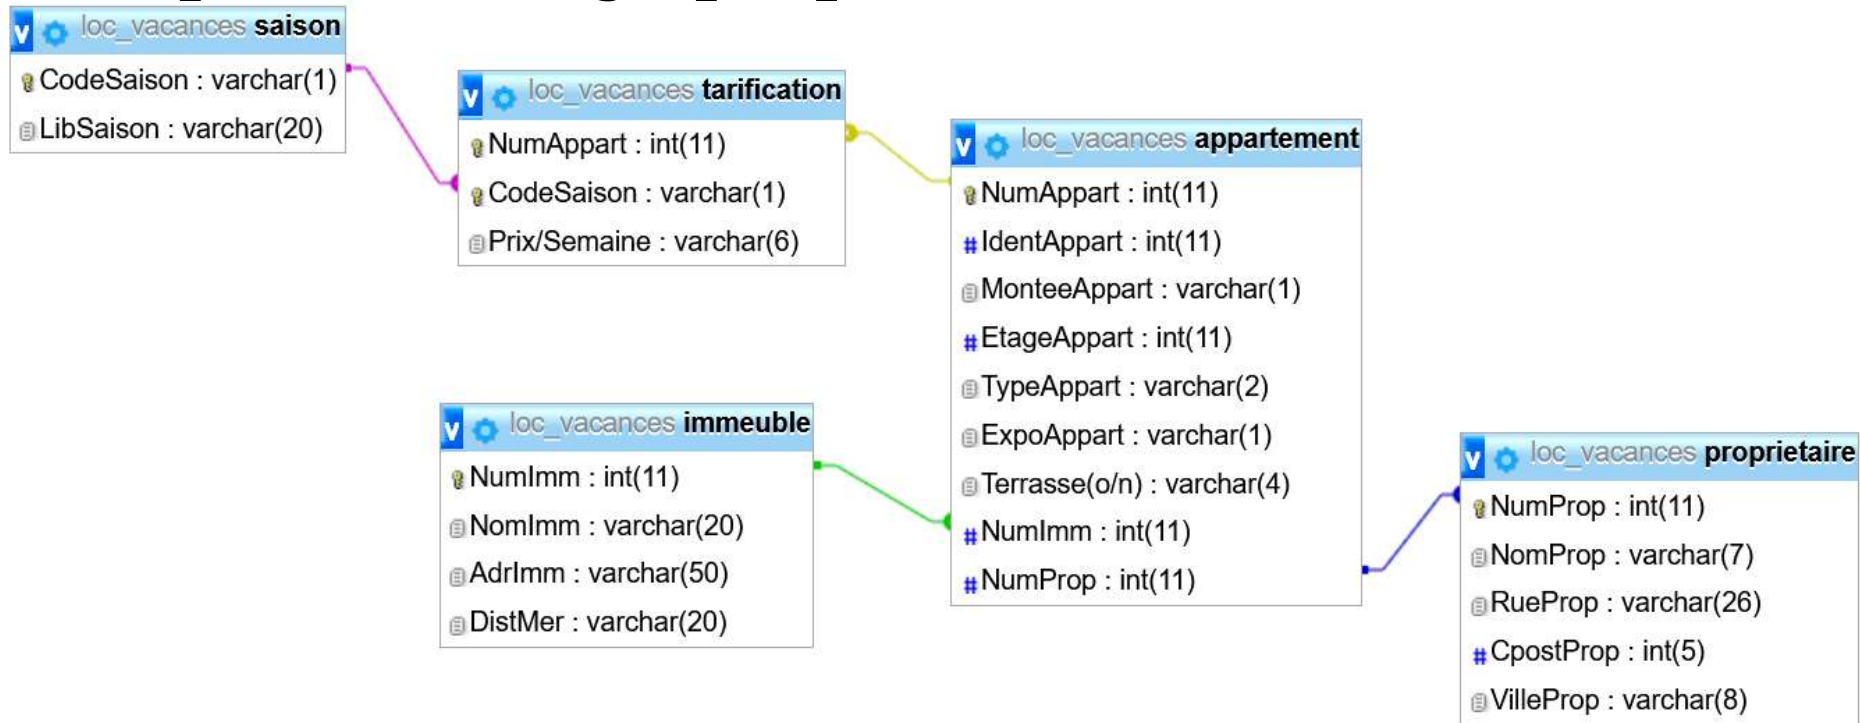 loc_vacances saison
CodeSaison : varchar(1)
LibSaison : varchar(20)
loc_vacances tarification
NumAppart : int(11)
CodeSaison : varchar(1)
Prix/Semaine : varchar(6)
loc_vacances appartement
NumAppart : int(11)
IdentAppart : int(11)
MonteeAppart : varchar(1)
EtageAppart : int(11)
TypeAppart : varchar(2)
ExpoAppart : varchar(1)
Terrasse(o/n) : varchar(4)
NumImm : int(11)
NumProp : int(11)
loc_vacances immeuble
NumImm : int(11)
NomImm : varchar(20)
AdrImm : varchar(50)
DistMer : varchar(20)
loc_vacances proprietaire
NumProp : int(11)
NomProp : varchar(7)
RueProp : varchar(26)
CpostProp : int(5)
VilleProp : varchar(8)